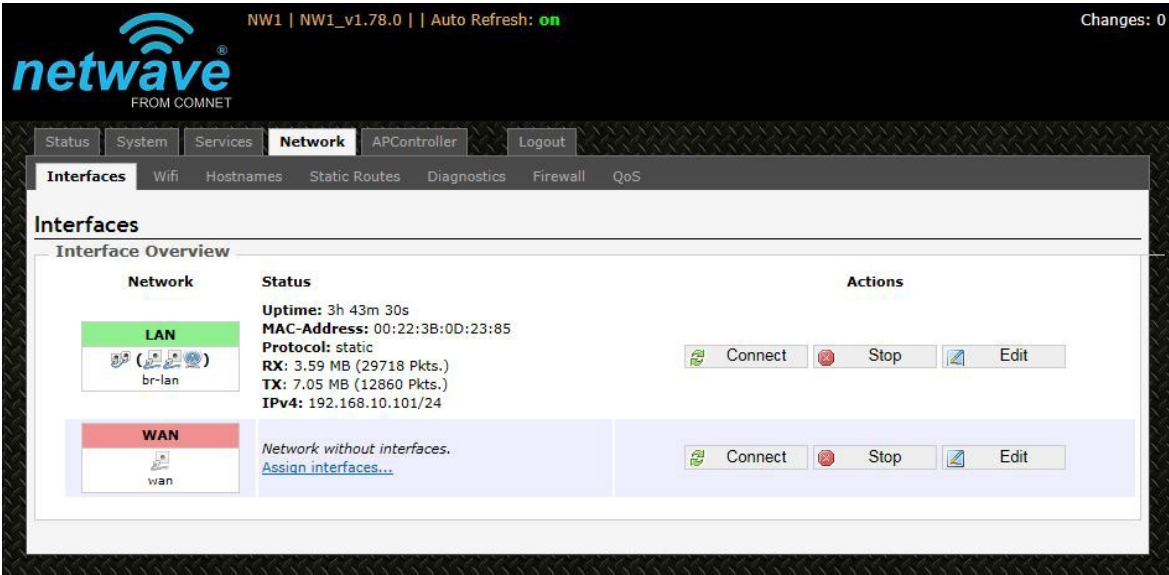 NW1 | NW1_v1.78.0 | | Auto Refresh: on
Changes: 0
netwave®
FROM COMNET
Status System Services Network APController Logout
Interfaces Wifi Hostnames Static Routes Diagnostics Firewall QoS
Interfaces
Interface Overview
Network Status Actions
Uptime: 3h 43m 30s
LAN MAC-Address: 00:22:3B:0D:23:85
Protocol: static
( ) RX: 3.59 MB (29718 Pkts.) Connect Stop Edit
br-lan TX: 7.05 MB (12860 Pkts.)
IPv4: 192.168.10.101/24
WAN
Network without interfaces. Connect Stop Edit
Assign interfaces...
wan